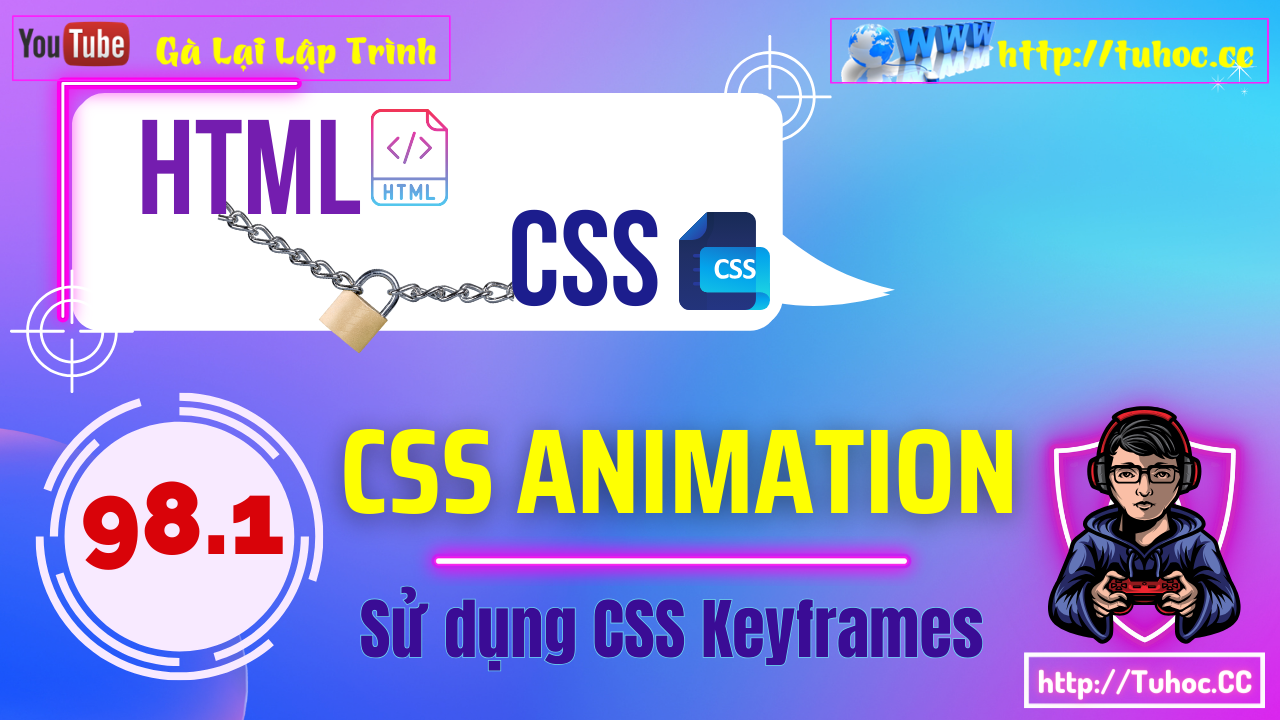 YouTube Gà Lại Lập Trình
WWW http://tuhoc.cc
HTML
HTML
CSS
CSS
98.1
CSS ANIMATION
Sử dụng CSS Keyframes
http://Tuhoc.CC